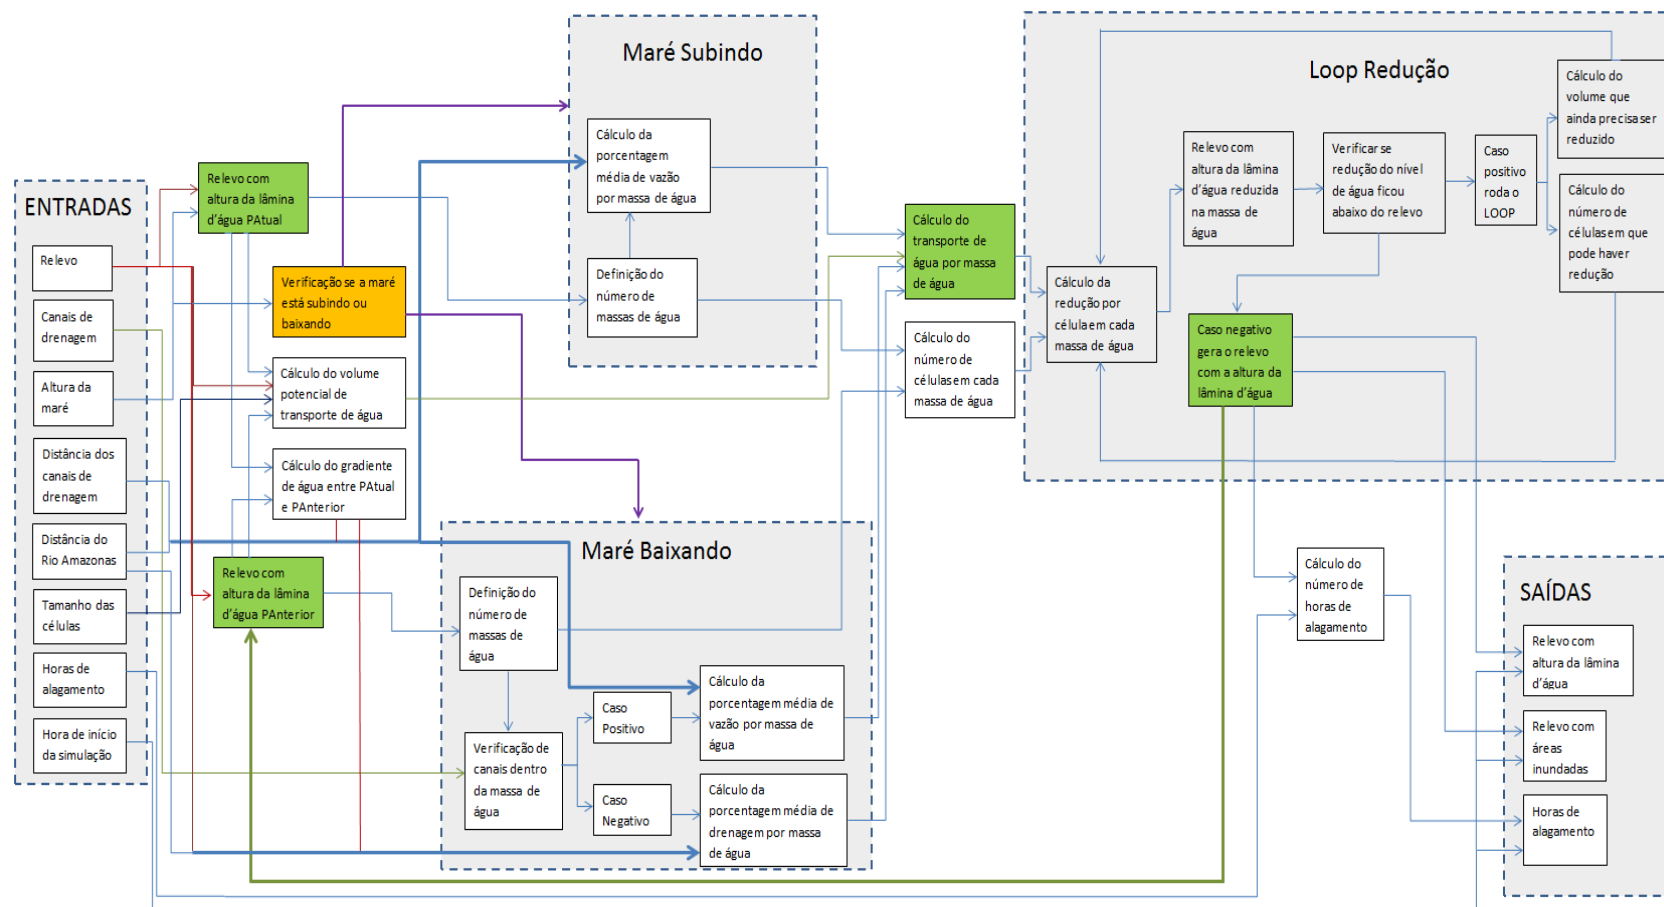 ENTRADAS
Relevo
Canais de
drenagem
Altura da
maré
Distância dos
canais de
drenagem
Distância do
Rio Amazonas
Tamanho das
células
Horas de
alagamento
Hora de início
da simulação
Relevo com
altura da lâmina
d'água PAtual
Verificação se a maré
está subindo ou
baixando
Cálculo do volume
potencial de
transporte de água
Cálculo do gradiente
de água entre PAtual
e PAnterior
Relevo com
altura da lâmina
d'água PAnterior
Maré Subindo
Cálculo da
porcentagem
média de vazão
por massa de água
Definição do
número de
massas de água
Maré Baixando
Definição do
número de
massas de
água
Verificação de
canais dentro
da massa de
água
Caso
Positivo
Caso
Negativo
Cálculo da
porcentagem média de
vazão por massa de
água
Cálculo da
porcentagem média de
drenagem por massa
de água
Cálculo do
transporte de
água por massa
de água
Cálculo do
número de
células em cada
massa de água
Loop Redução
Cálculo da
redução por
célula em cada
massa de água
Relevo com
altura da lâmina
d'água reduzida
na massa de
água
Verificar se
redução do nível
de água ficou
abaixo do relevo
Caso
positivo
roda o
LOOP
Cálculo do
volume que
ainda precisa ser
reduzido
Cálculo do
número de
células em que
pode haver
redução
Caso negativo
gera o relevo
com a altura da
lâmina d'água
Cálculo do
número de
horas de
alagamento
SAÍDAS
Relevo com
altura da lâmina
d'água
Relevo com
áreas
inundadas
Horas de
alagamento